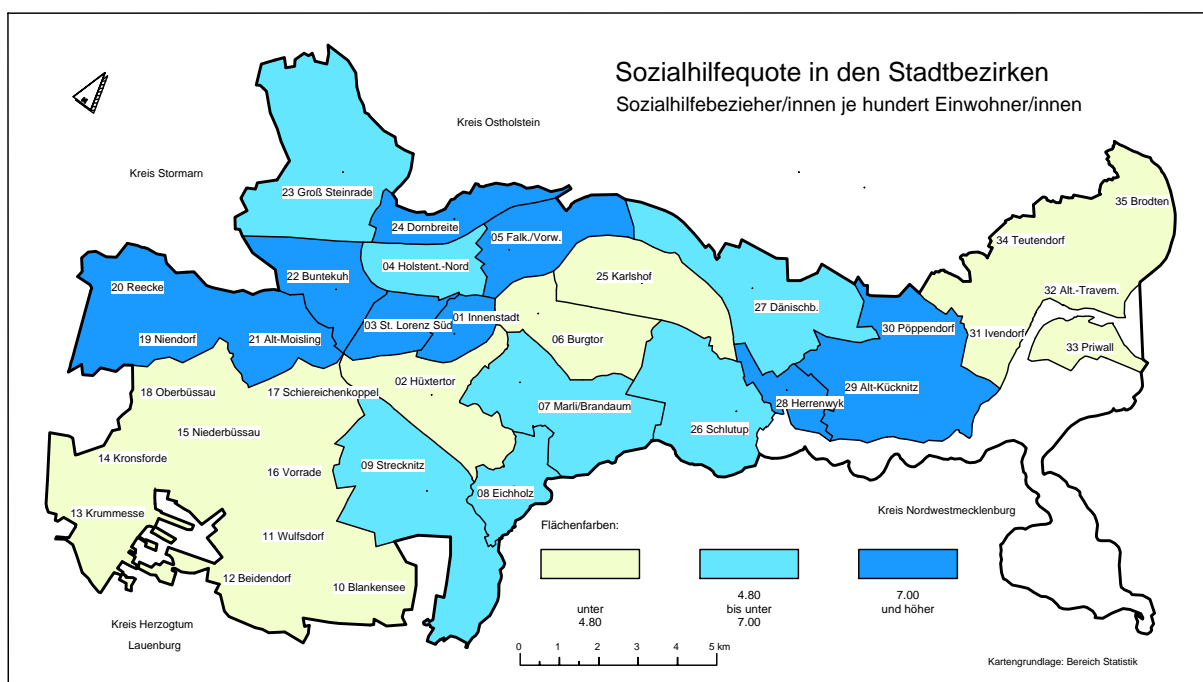 Sozialhilfequote in den Stadtbezirken
Sozialhilfebezieher/innen je hundert Einwohner/innen
Kreis Ostholstein
Kreis Stormarn
23 Groß Steinrade
35 Brodten
24 Dornbreite
05 Falk./Vorw.
34 Teutendorf
04 Holstent.-Nord
22 Buntekuh
25 Karlshof
20 Reecke
32 Alt.-Travem.
27 Dänischb.
01 Innenstadt
03 St. Lorenz Süd
30 Pöppendorf
31 Ivendorf
19 Niendorf
21 Alt-Moisling
06 Burgtor
33 Priwall
02 Hüxtertor
29 Alt-Kücknitz
18 Oberbüssau
17 Schiereichenkoppel
28 Herrenwyk
07 Marli/Brandaum
26 Schlutup
15 Niederbüssau
14 Kronsforde
16 Vorrade
09 Strecknitz
08 Eichholz
13 Krummesse
Kreis Nordwestmecklenburg
11 Wulfsdorf
Flächenfarben:
12 Beidendorf
10 Blankensee
unter
4.80
4.80
bis unter
7.00
7.00
und höher
Kreis Herzogtum
Lauenburg
0 1 2 3 4 5 km
Kartengrundlage: Bereich Statistik